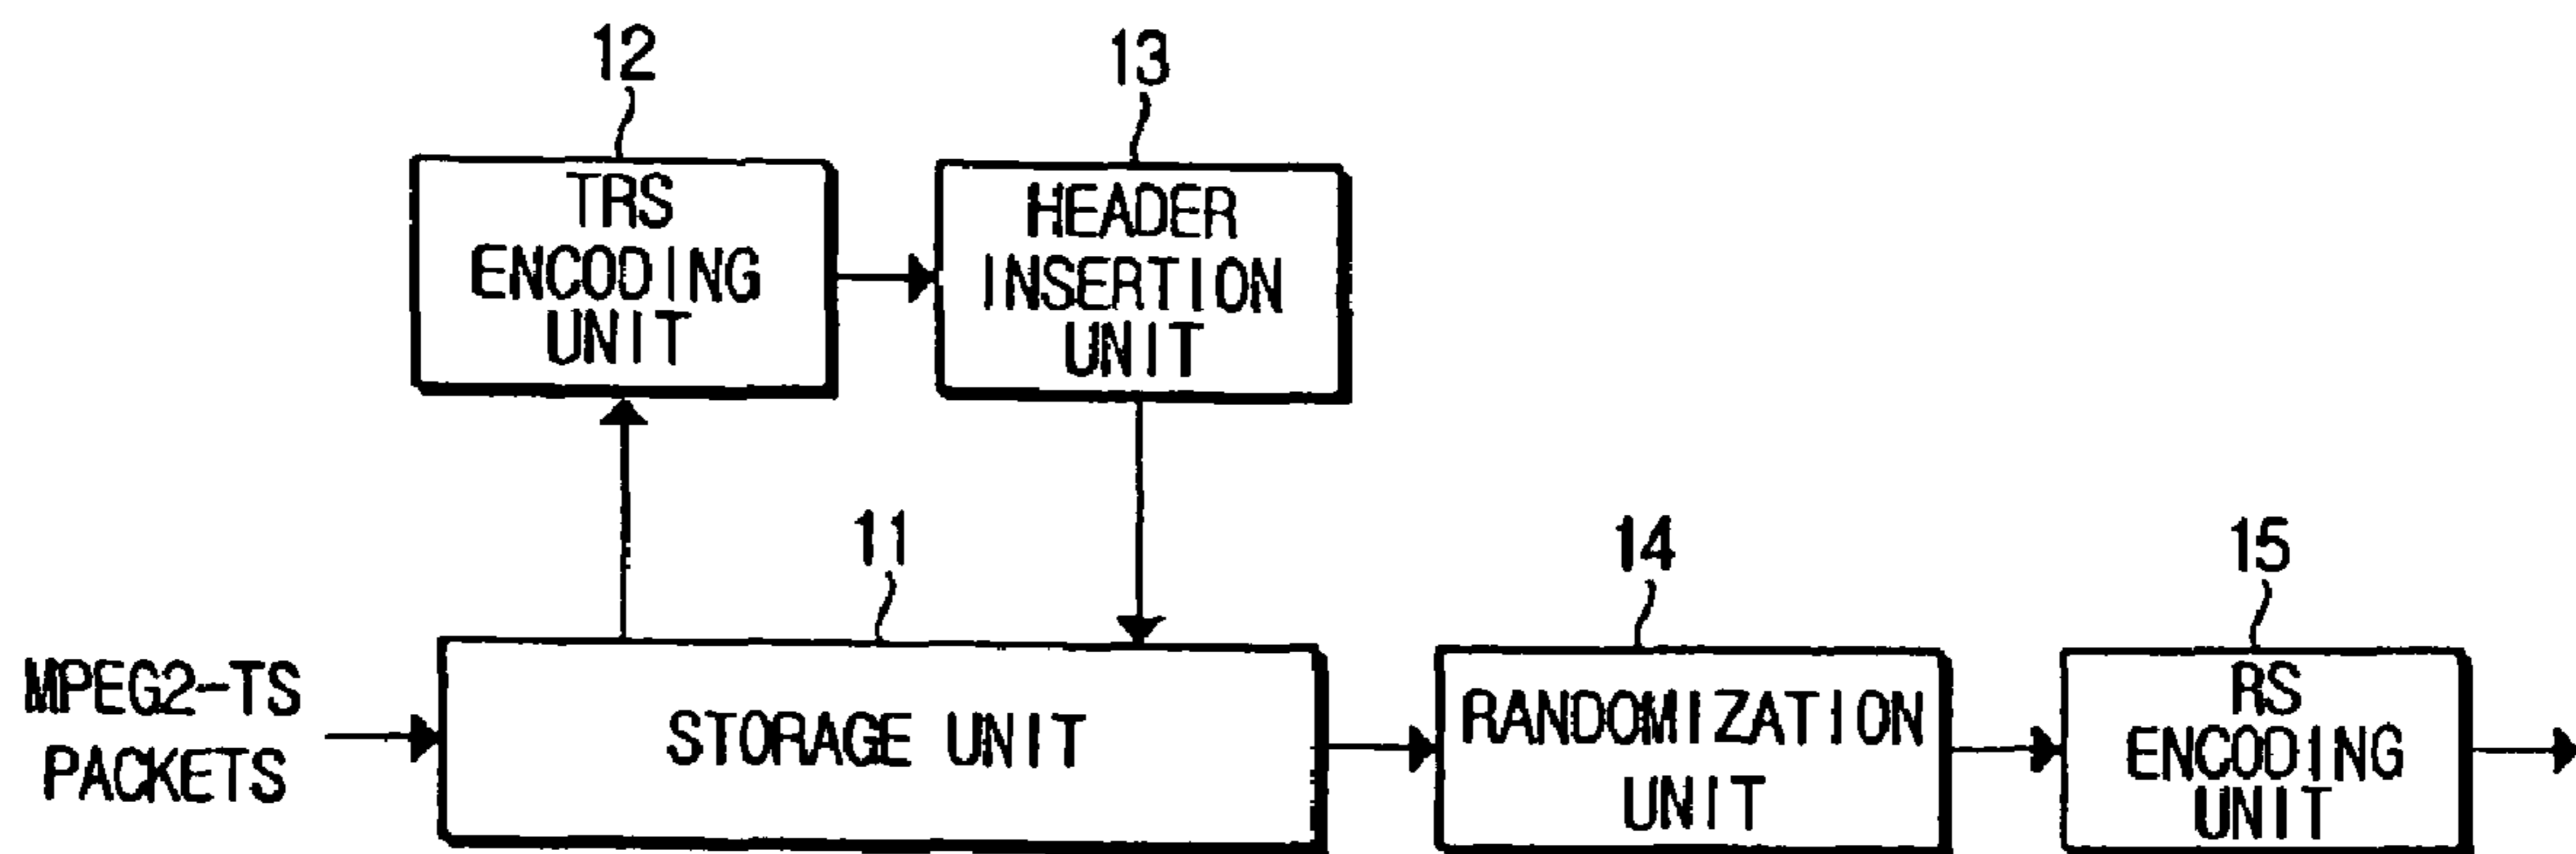 12
13
TRS
ENCODING
UNIT
HEADER
INSERTION
UNIT
11
14
15
MPEG2-TS
PACKETS
STORAGE UNIT
RANDOMIZATION
UNIT
RS
ENCODING
UNIT